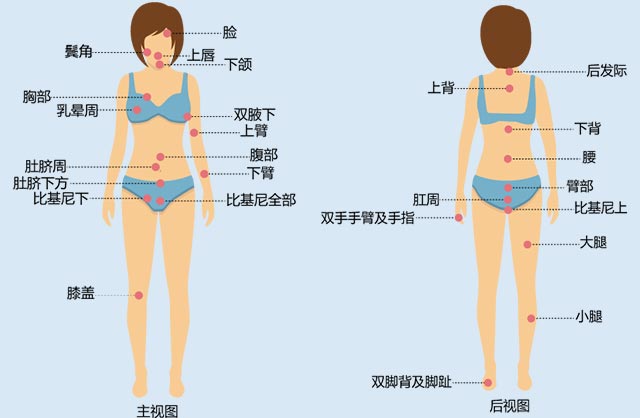 脸
鬓角
上唇
下颌
胸部
乳晕周
双腋下
上臂
腹部
肚脐周
下臂
肚脐下方
比基尼下
比基尼全部
膝盖
主视图
后发际
上背
下背
腰
臂部
肛周
比基尼上
双手手臂及手指
大腿
小腿
双脚背及脚趾
后视图